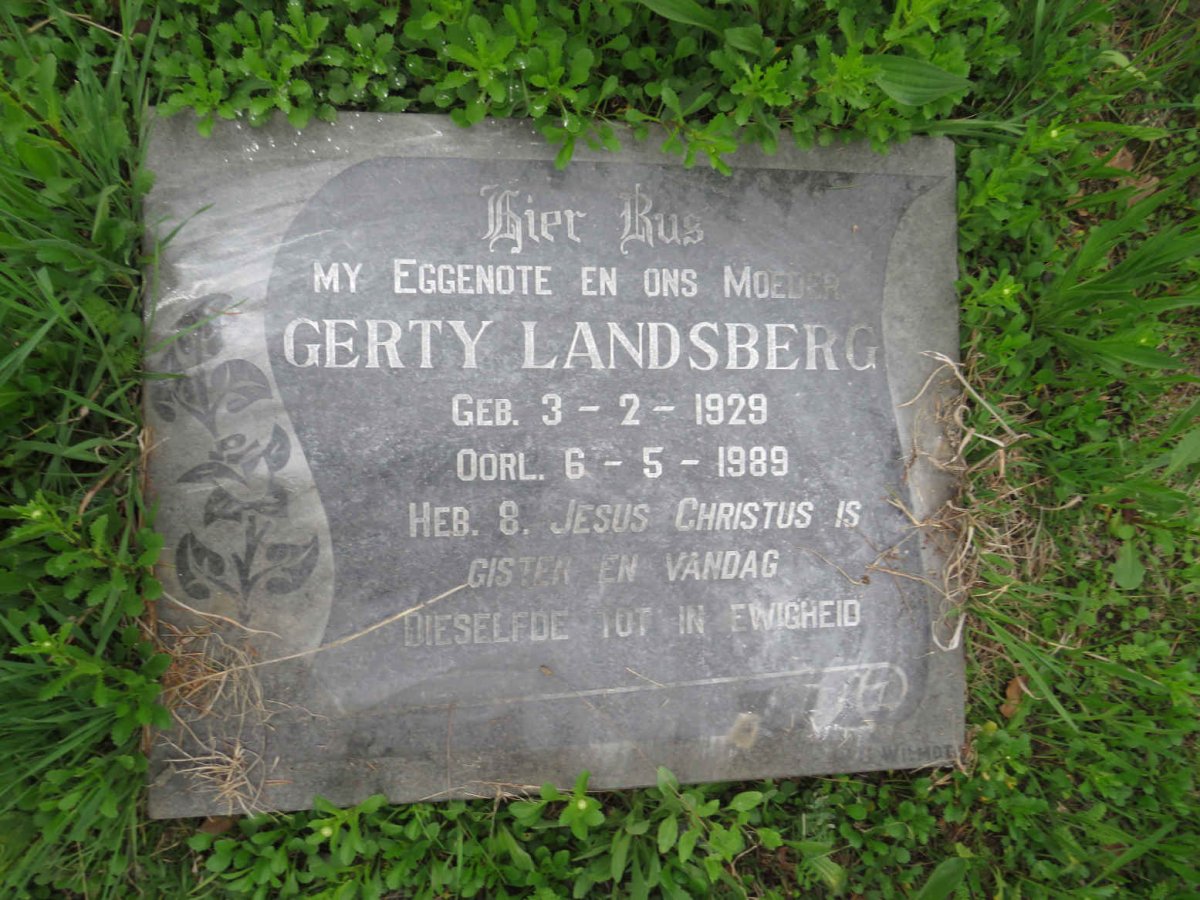 Hier Rus
MY EGGENOTE EN ONS MOEDER
GERTY LANDSBERG
GEB. 3 - 2 - 1929
OORL. 6 - 5 - 1989
HEB. 8. JESUS CHRISTUS IS
GISTER EN VANDAG
DIESELFDE TOT IN EWIGHEID
WILMOT